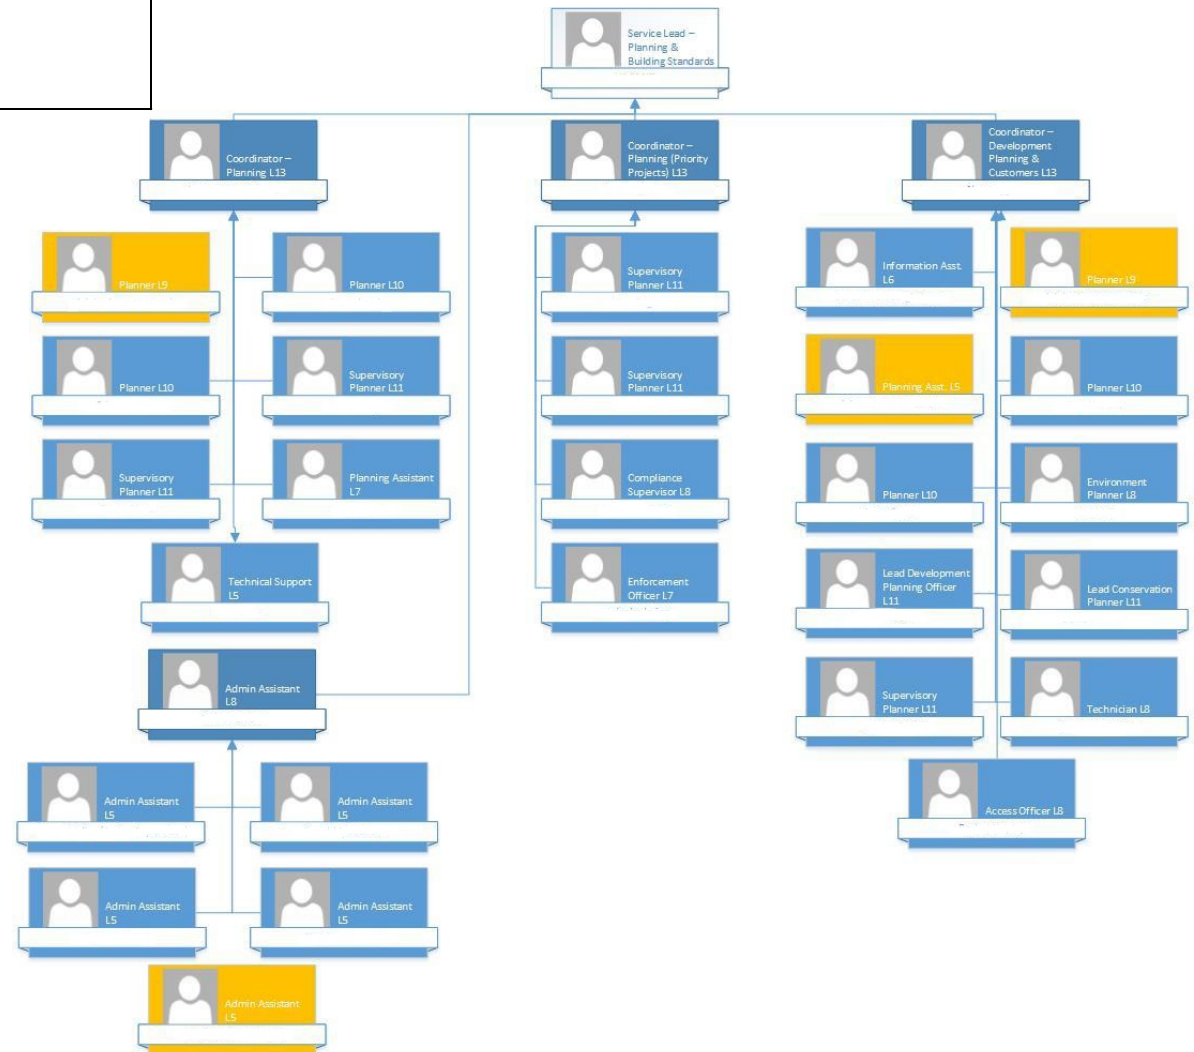 Service Lead –
Planning &
Building Standards
Coordinator –
Planning L13
Coordinator –
Planning (Priority
Projects) L13
Coordinator –
Development
Planning &
Customers L13
Planner L9
Planner L10
Planner L10
Supervisory
Planner L11
Supervisory
Planner L11
Planning Assistant
L7
Technical Support
L5
Admin Assistant
L8
Admin Assistant
L5
Admin Assistant
L5
Admin Assistant
L5
Admin Assistant
L5
Admin Assistant
L5
Supervisory
Planner L11
Supervisory
Planner L11
Compliance
Supervisor L8
Enforcement
Officer L7
Information Asst.
L6
Planner L9
Planning Asst. L5
Planner L10
Planner L10
Environment
Planner L8
Lead Development
Planning Officer
L11
Lead Conservation
Planner L11
Supervisory
Planner L11
Technician L8
Access Officer L8